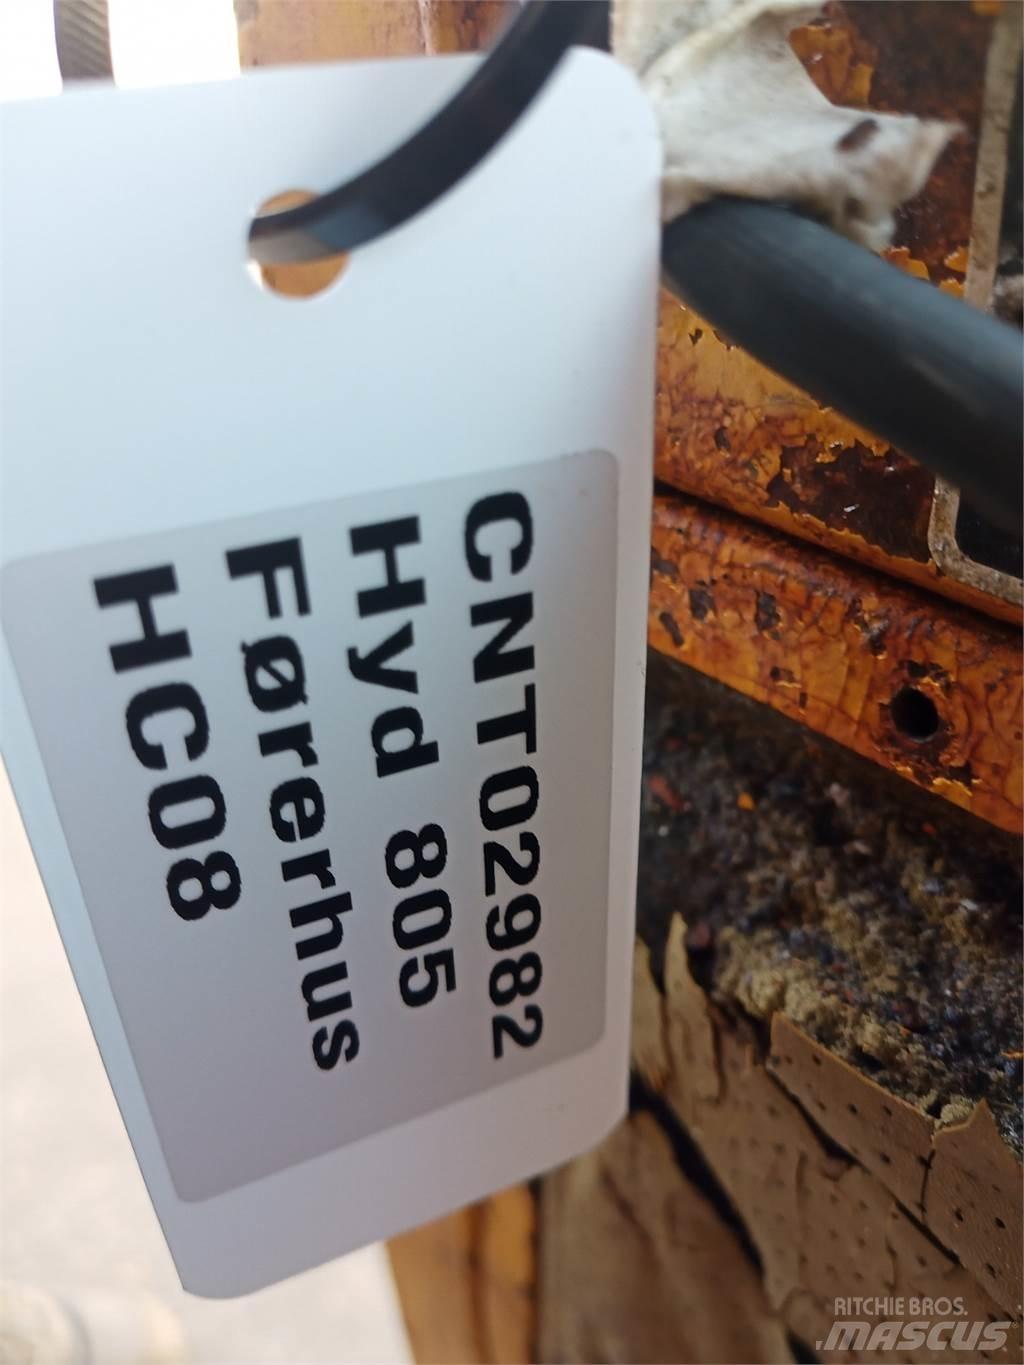 CNT02982
Hyd 805
Førerhus
HC08
RITCHIE BROS.
.MASCUS